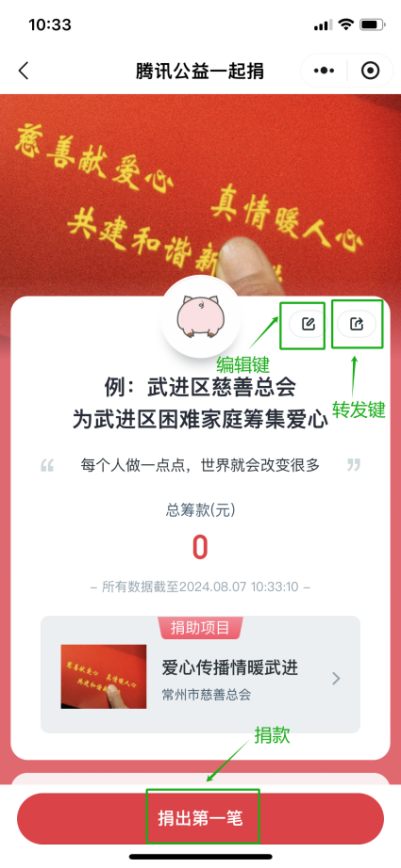 10:33
腾讯公益一起捐
慈善献爱心
真情暖人心
共建和谐新
编辑键
转发键
例：武进区慈善总会
为武进区困难家庭筹集爱心
“ 每个人做一点点，世界就会改变很多 ”
总筹款(元)
0
– 所有数据截至2024.08.07 10:33:10 –
捐助项目
爱心传播情暖武进
常州市慈善总会
捐款
捐出第一笔